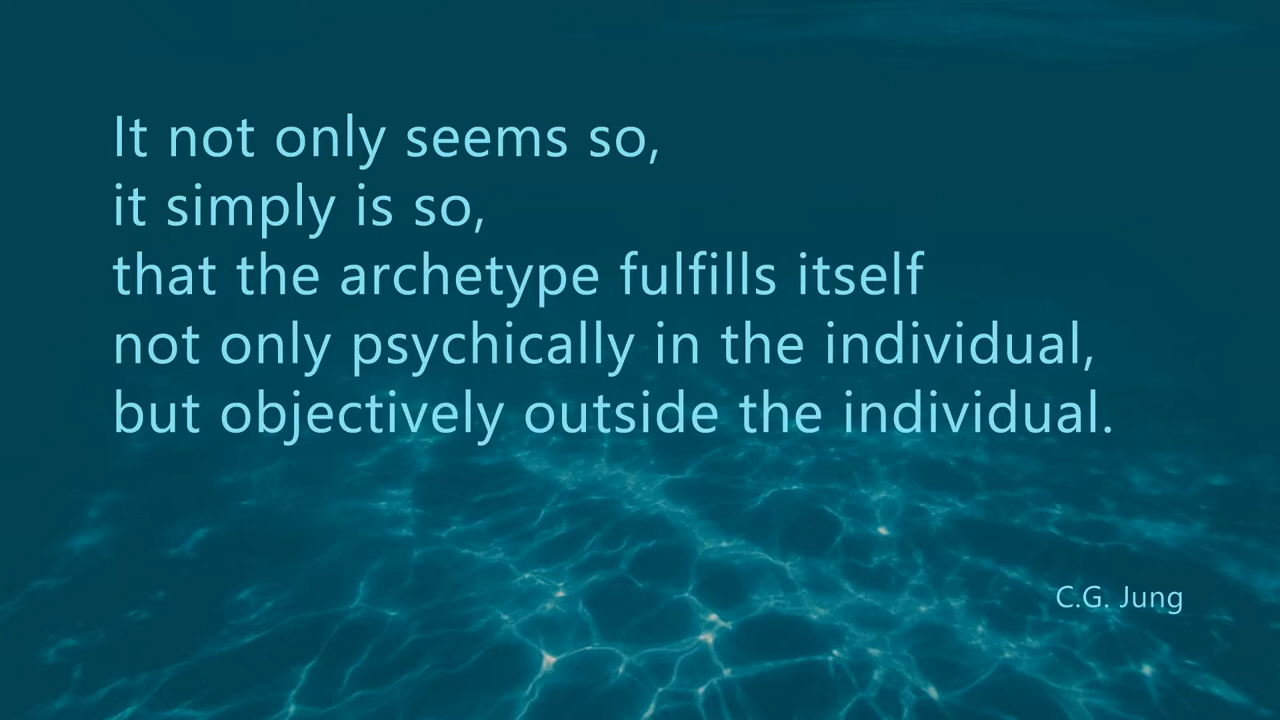 It not only seems so,
it simply is so,
that the archetype fulfills itself
not only psychically in the individual,
but objectively outside the individual.
C.G. Jung